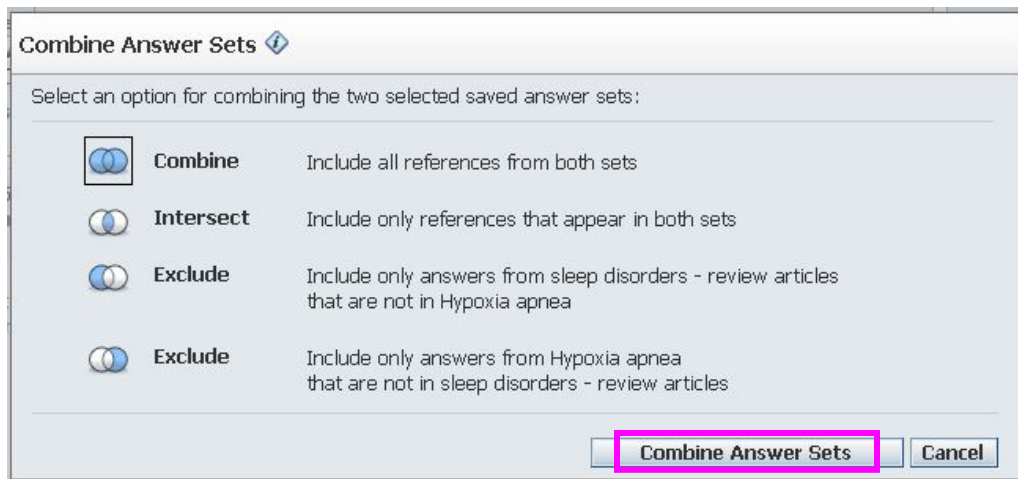 Combine Answer Sets
Select an option for combining the two selected saved answer sets:
Combine Include all references from both sets
Intersect Include only references that appear in both sets
Exclude Include only answers from sleep disorders - review articles
that are not in Hypoxia apnea
Exclude Include only answers from Hypoxia apnea
that are not in sleep disorders - review articles
Combine Answer Sets Cancel